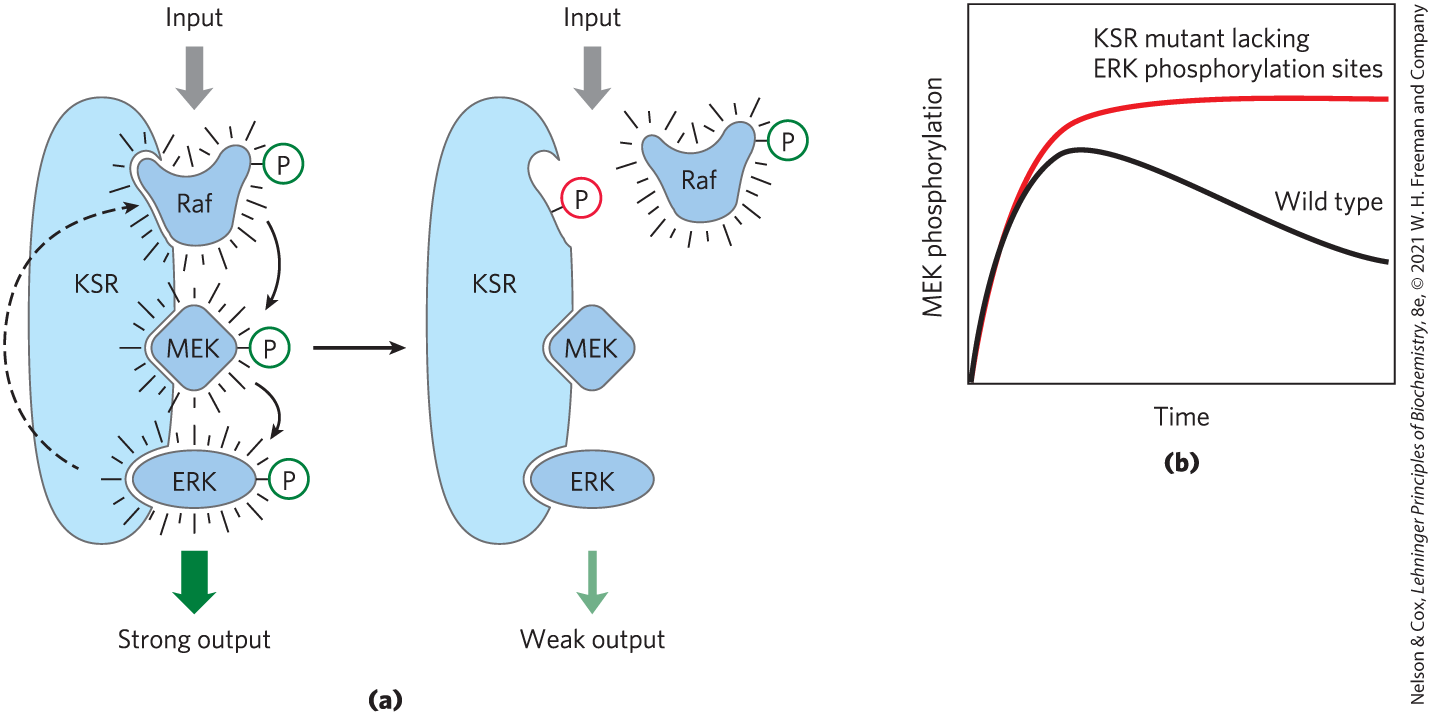 Input
P
Raf
KSR
MEK
P
ERK
P
Strong output
Input
P
Raf
P
KSR
MEK
ERK
Weak output
(a)
KSR mutant lacking
ERK phosphorylation sites
Wild type
MEK phosphorylation
Time
(b)
Nelson & Cox, Lehninger Principles of Biochemistry, 8e, © 2021 W. H. Freeman and Company